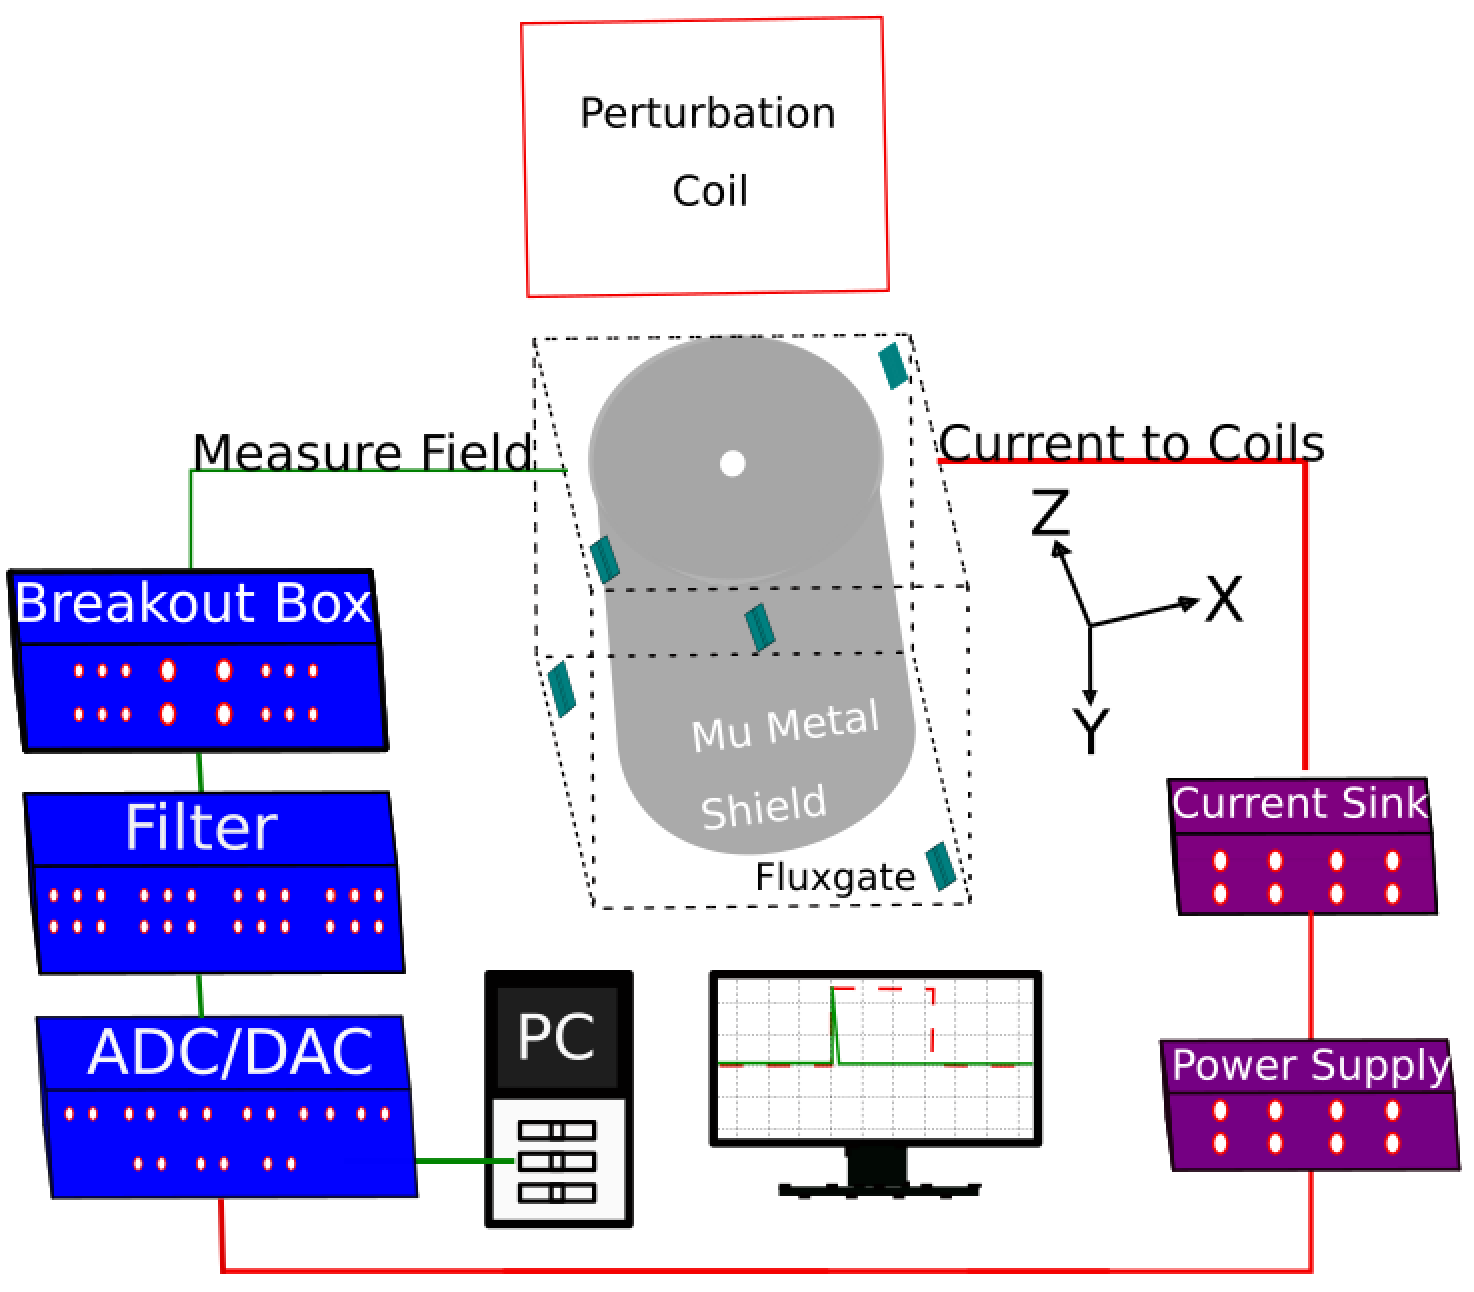 Perturbation
Coil
Measure Field
Current to Coils
Z
X
Y
Breakout Box
Mu Metal
Shield
Fluxgate
Current Sink
Filter
PC
ADC/DAC
Power Supply